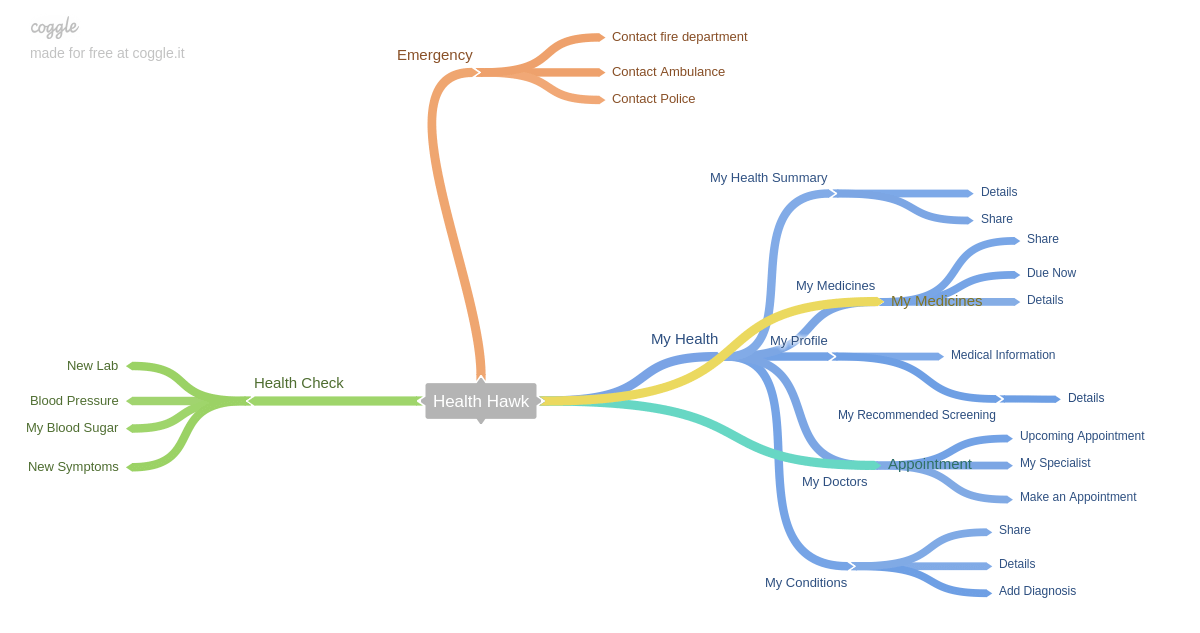 coggle
made for free at coggle.it
Emergency
Contact fire department
Contact Ambulance
Contact Police
My Health Summary
Details
Share
My Medicines
Share
Due Now
My Medicines
Details
My Health
My Profile
Medical Information
My Recommended Screening
Details
Health Hawk
Health Check
New Lab
Blood Pressure
My Blood Sugar
New Symptoms
Appointment
My Doctors
Upcoming Appointment
My Specialist
Make an Appointment
My Conditions
Share
Details
Add Diagnosis